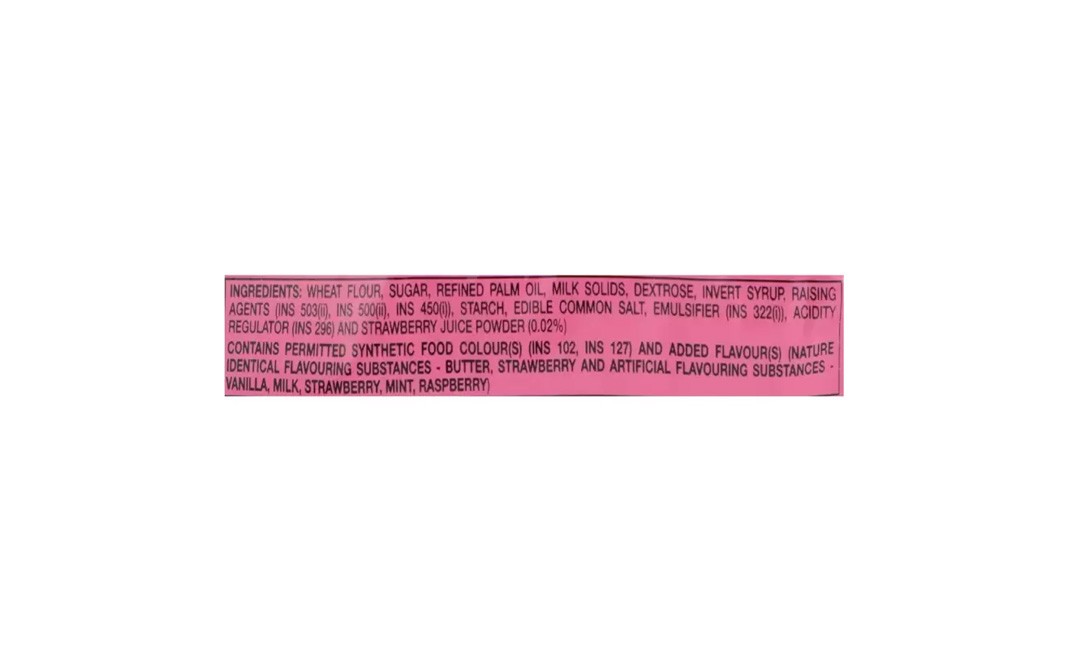 INGREDIENTS: WHEAT FLOUR, SUGAR, REFINED PALM OIL, MILK SOLIDS, DEXTROSE, INVERT SYRUP, RAISING
AGENTS (INS 503(ii), INS 500(ii), INS 450(i)), STARCH, EDIBLE COMMON SALT, EMULSIFIER (INS 322(i)), ACIDITY
REGULATOR (INS 296) AND STRAWBERRY JUICE POWDER (0.02%)
CONTAINS PERMITTED SYNTHETIC FOOD COLOUR(S) (INS 102, INS 127) AND ADDED FLAVOUR(S) (NATURE
IDENTICAL FLAVOURING SUBSTANCES - BUTTER, STRAWBERRY AND ARTIFICIAL FLAVOURING SUBSTANCES -
VANILLA, MILK, STRAWBERRY, MINT, RASPBERRY)